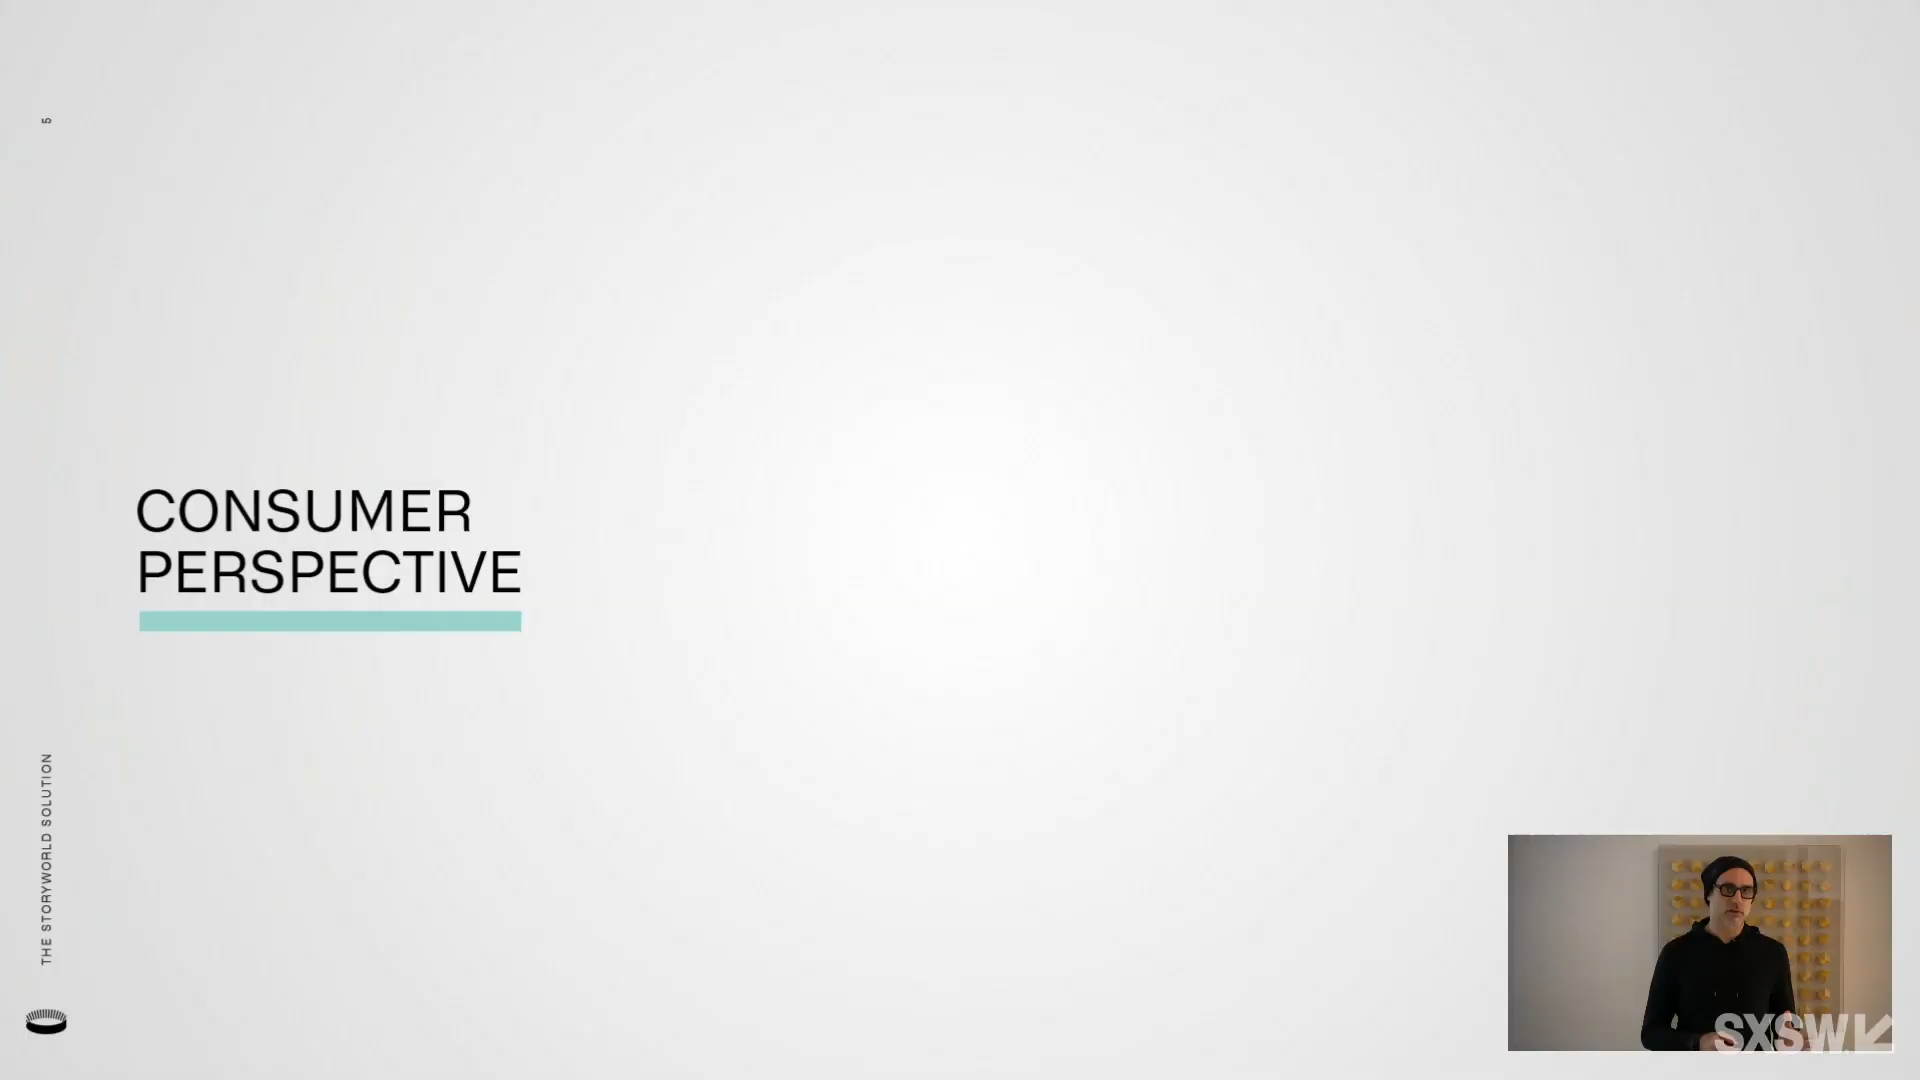 5
CONSUMER
PERSPECTIVE
THE STORYWORLD SOLUTION
SXSW